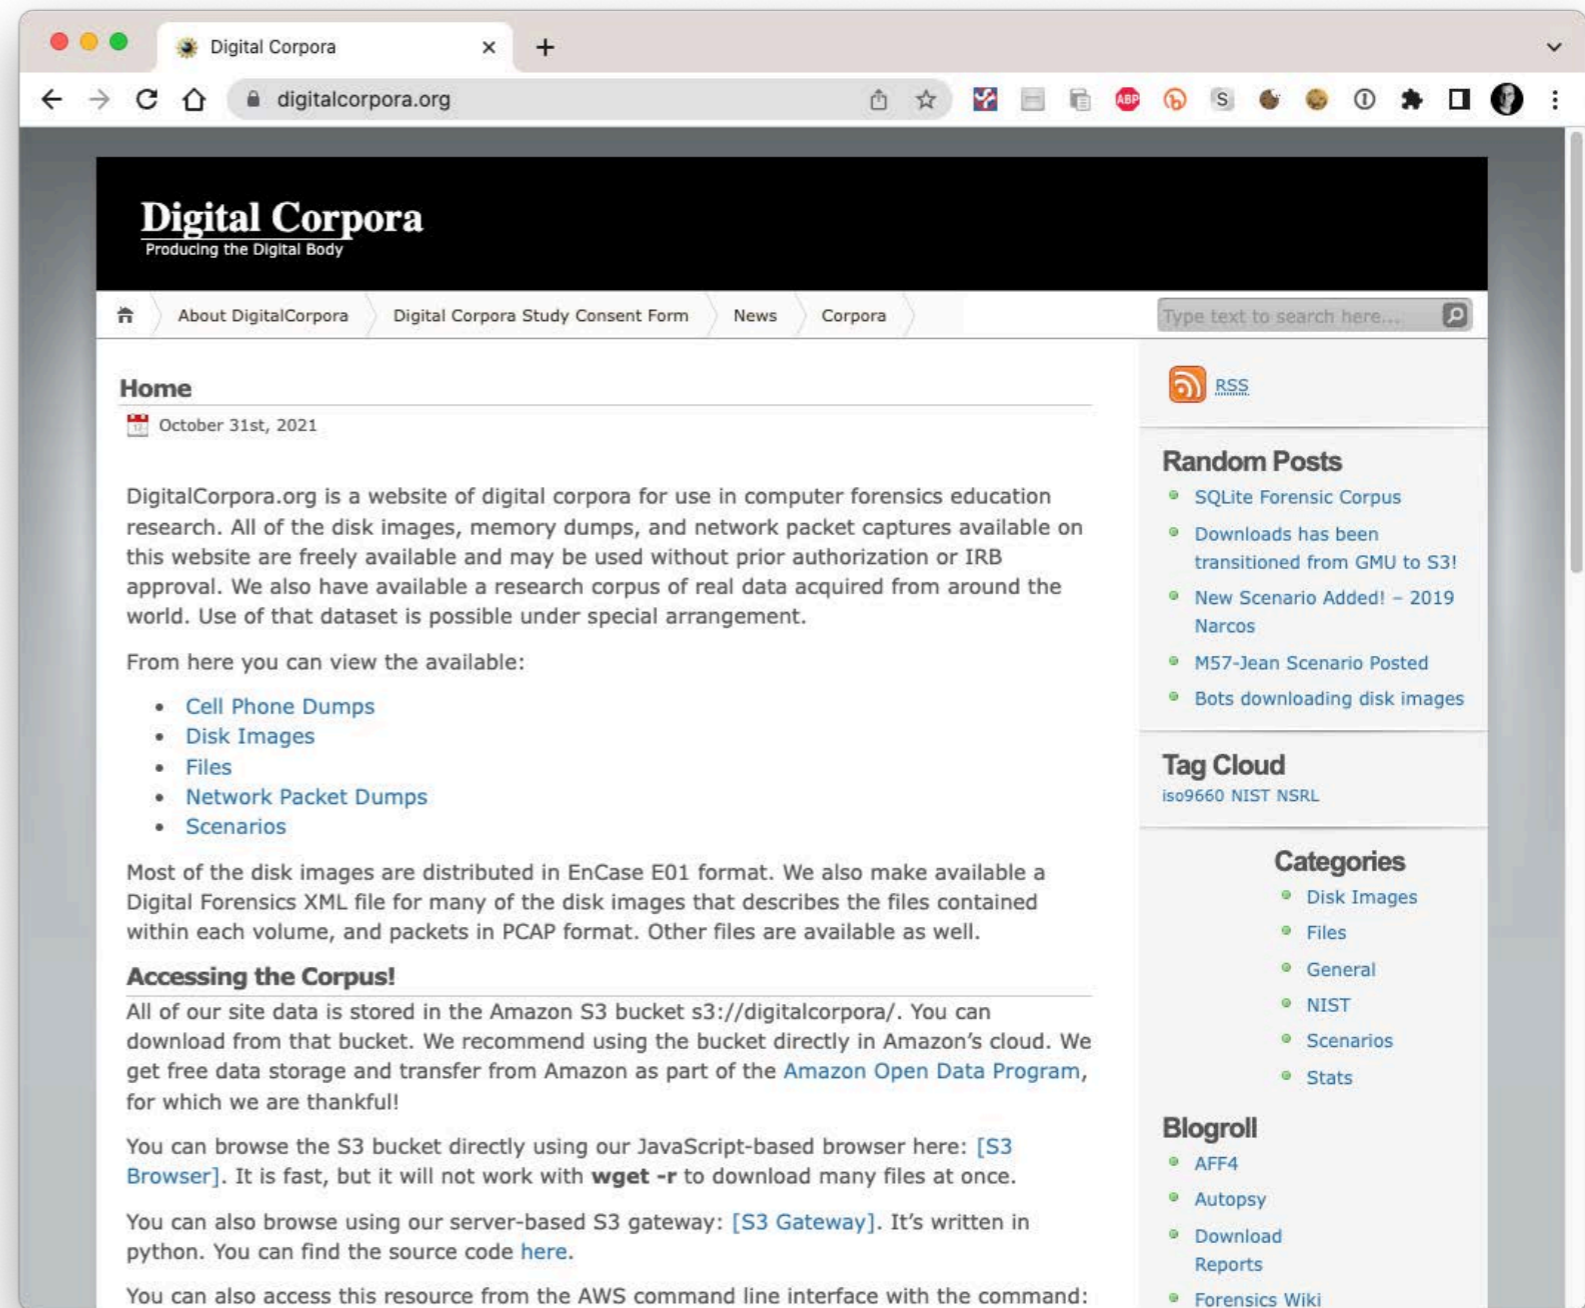 Digital Corpora
digitalcorpora.org
ABP
S
Digital Corpora
Producing the Digital Body
About DigitalCorpora
Digital Corpora Study Consent Form
News
Corpora
Type text to search here...
Home
October 31st, 2021
DigitalCorpora.org is a website of digital corpora for use in computer forensics education
research. All of the disk images, memory dumps, and network packet captures available on
this website are freely available and may be used without prior authorization or IRB
approval. We also have available a research corpus of real data acquired from around the
world. Use of that dataset is possible under special arrangement.
From here you can view the available:
Cell Phone Dumps
Disk Images
Files
Network Packet Dumps
Scenarios
Most of the disk images are distributed in EnCase E01 format. We also make available a
Digital Forensics XML file for many of the disk images that describes the files contained
within each volume, and packets in PCAP format. Other files are available as well.
Accessing the Corpus!
All of our site data is stored in the Amazon S3 bucket s3://digitalcorpora/. You can
download from that bucket. We recommend using the bucket directly in Amazon's cloud. We
get free data storage and transfer from Amazon as part of the Amazon Open Data Program,
for which we are thankful!
You can browse the S3 bucket directly using our JavaScript-based browser here: [S3
Browser]. It is fast, but it will not work with wget -r to download many files at once.
You can also browse using our server-based S3 gateway: [S3 Gateway]. It's written in
python. You can find the source code here.
You can also access this resource from the AWS command line interface with the command:
RSS
Random Posts
SQLite Forensic Corpus
Downloads has been
transitioned from GMU to S3!
New Scenario Added! – 2019
Narcos
M57-Jean Scenario Posted
Bots downloading disk images
Tag Cloud
iso9660 NIST NSRL
Categories
Disk Images
Files
General
NIST
Scenarios
Stats
Blogroll
AFF4
Autopsy
Download
Reports
Forensics Wiki